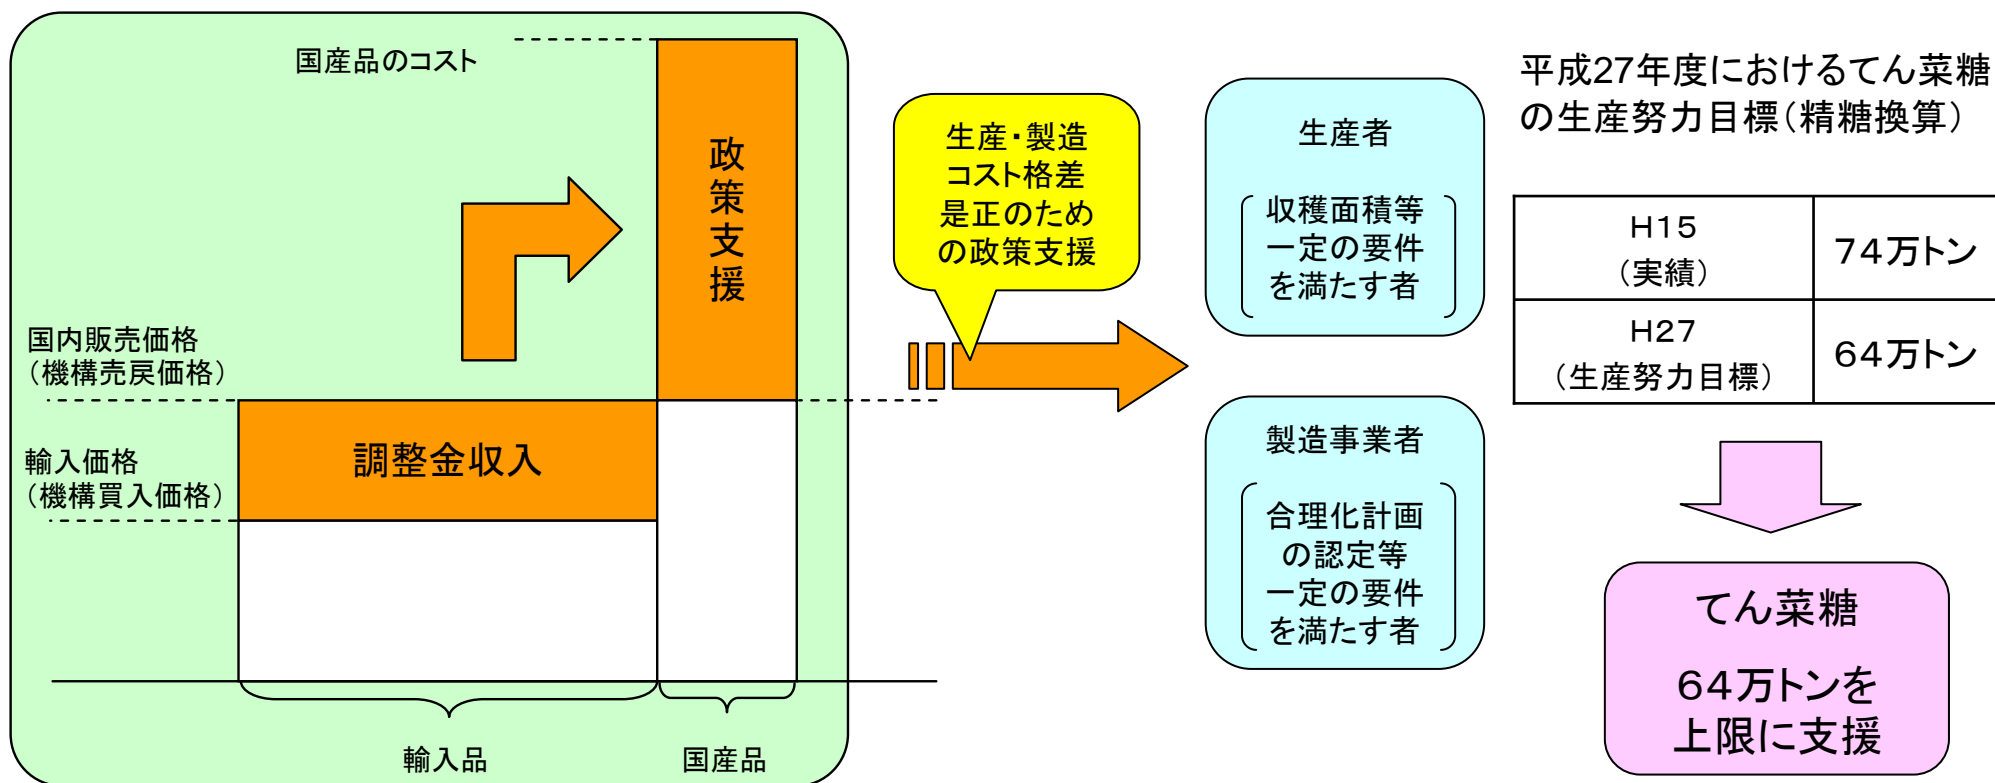 国産品のコスト
政策支援
国内販売価格
（機構売戻価格）
調整金収入
輸入価格
（機構買入価格）
輸入品
国産品
生産・製造
コスト格差
是正のため
の政策支援
生産者
収穫面積等
一定の要件
を満たす者
製造事業者
合理化計画
の認定等
一定の要件
を満たす者
平成27年度におけるてん菜糖
の生産努力目標（精糖換算）
H15
（実績）
74万トン
H27
（生産努力目標）
64万トン
てん菜糖
64万トンを
上限に支援